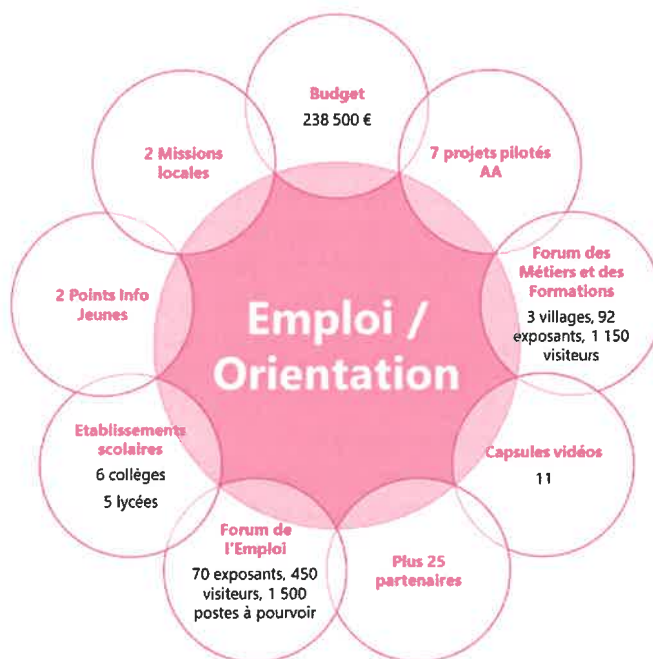 Budget
238 500 €
7 projets pilotés
AA
Forum des
Métiers et des
Formations
3 villages, 92
exposants, 1 150
visiteurs
Capsules vidéos
11
Plus 25
partenaires
Forum de
l'Emploi
70 exposants, 450
visiteurs, 1 500
postes à pourvoir
Etablissements
scolaires
6 collèges
5 lycées
2 Points Info
Jeunes
2 Missions
locales
Emploi /
Orientation